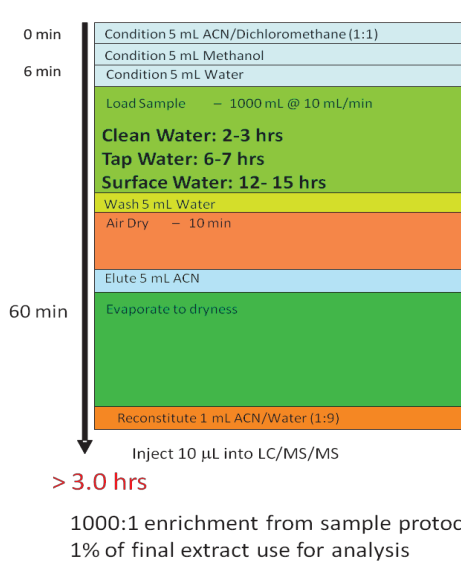 0 min
Condition 5 mL ACN/Dichloromethane (1:1)
Condition 5 mL Methanol
6 min
Condition 5 mL Water
Load Sample – 1000 mL @ 10 mL/min
Clean Water: 2-3 hrs
Tap Water: 6-7 hrs
Surface Water: 12- 15 hrs
Wash 5 mL Water
Air Dry – 10 min
Elute 5 mL ACN
60 min
Evaporate to dryness
Reconstitute 1 mL ACN/Water (1:9)
Inject 10 µL into LC/MS/MS
> 3.0 hrs
1000:1 enrichment from sample protoc
1% of final extract use for analysis